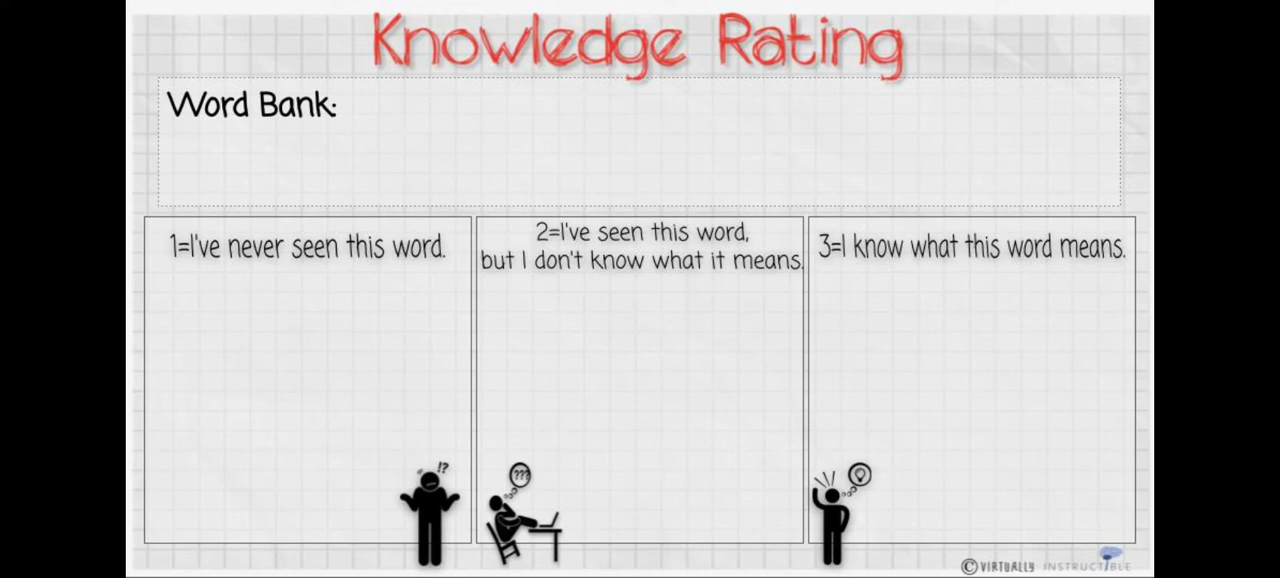 Knowledge Rating
Word Bank:
1=I've never seen this word.
2=I've seen this word,
but I don't know what it means.
3=I know what this word means.
!?
???
© VIRTUALLY INSTRUCTIBLE